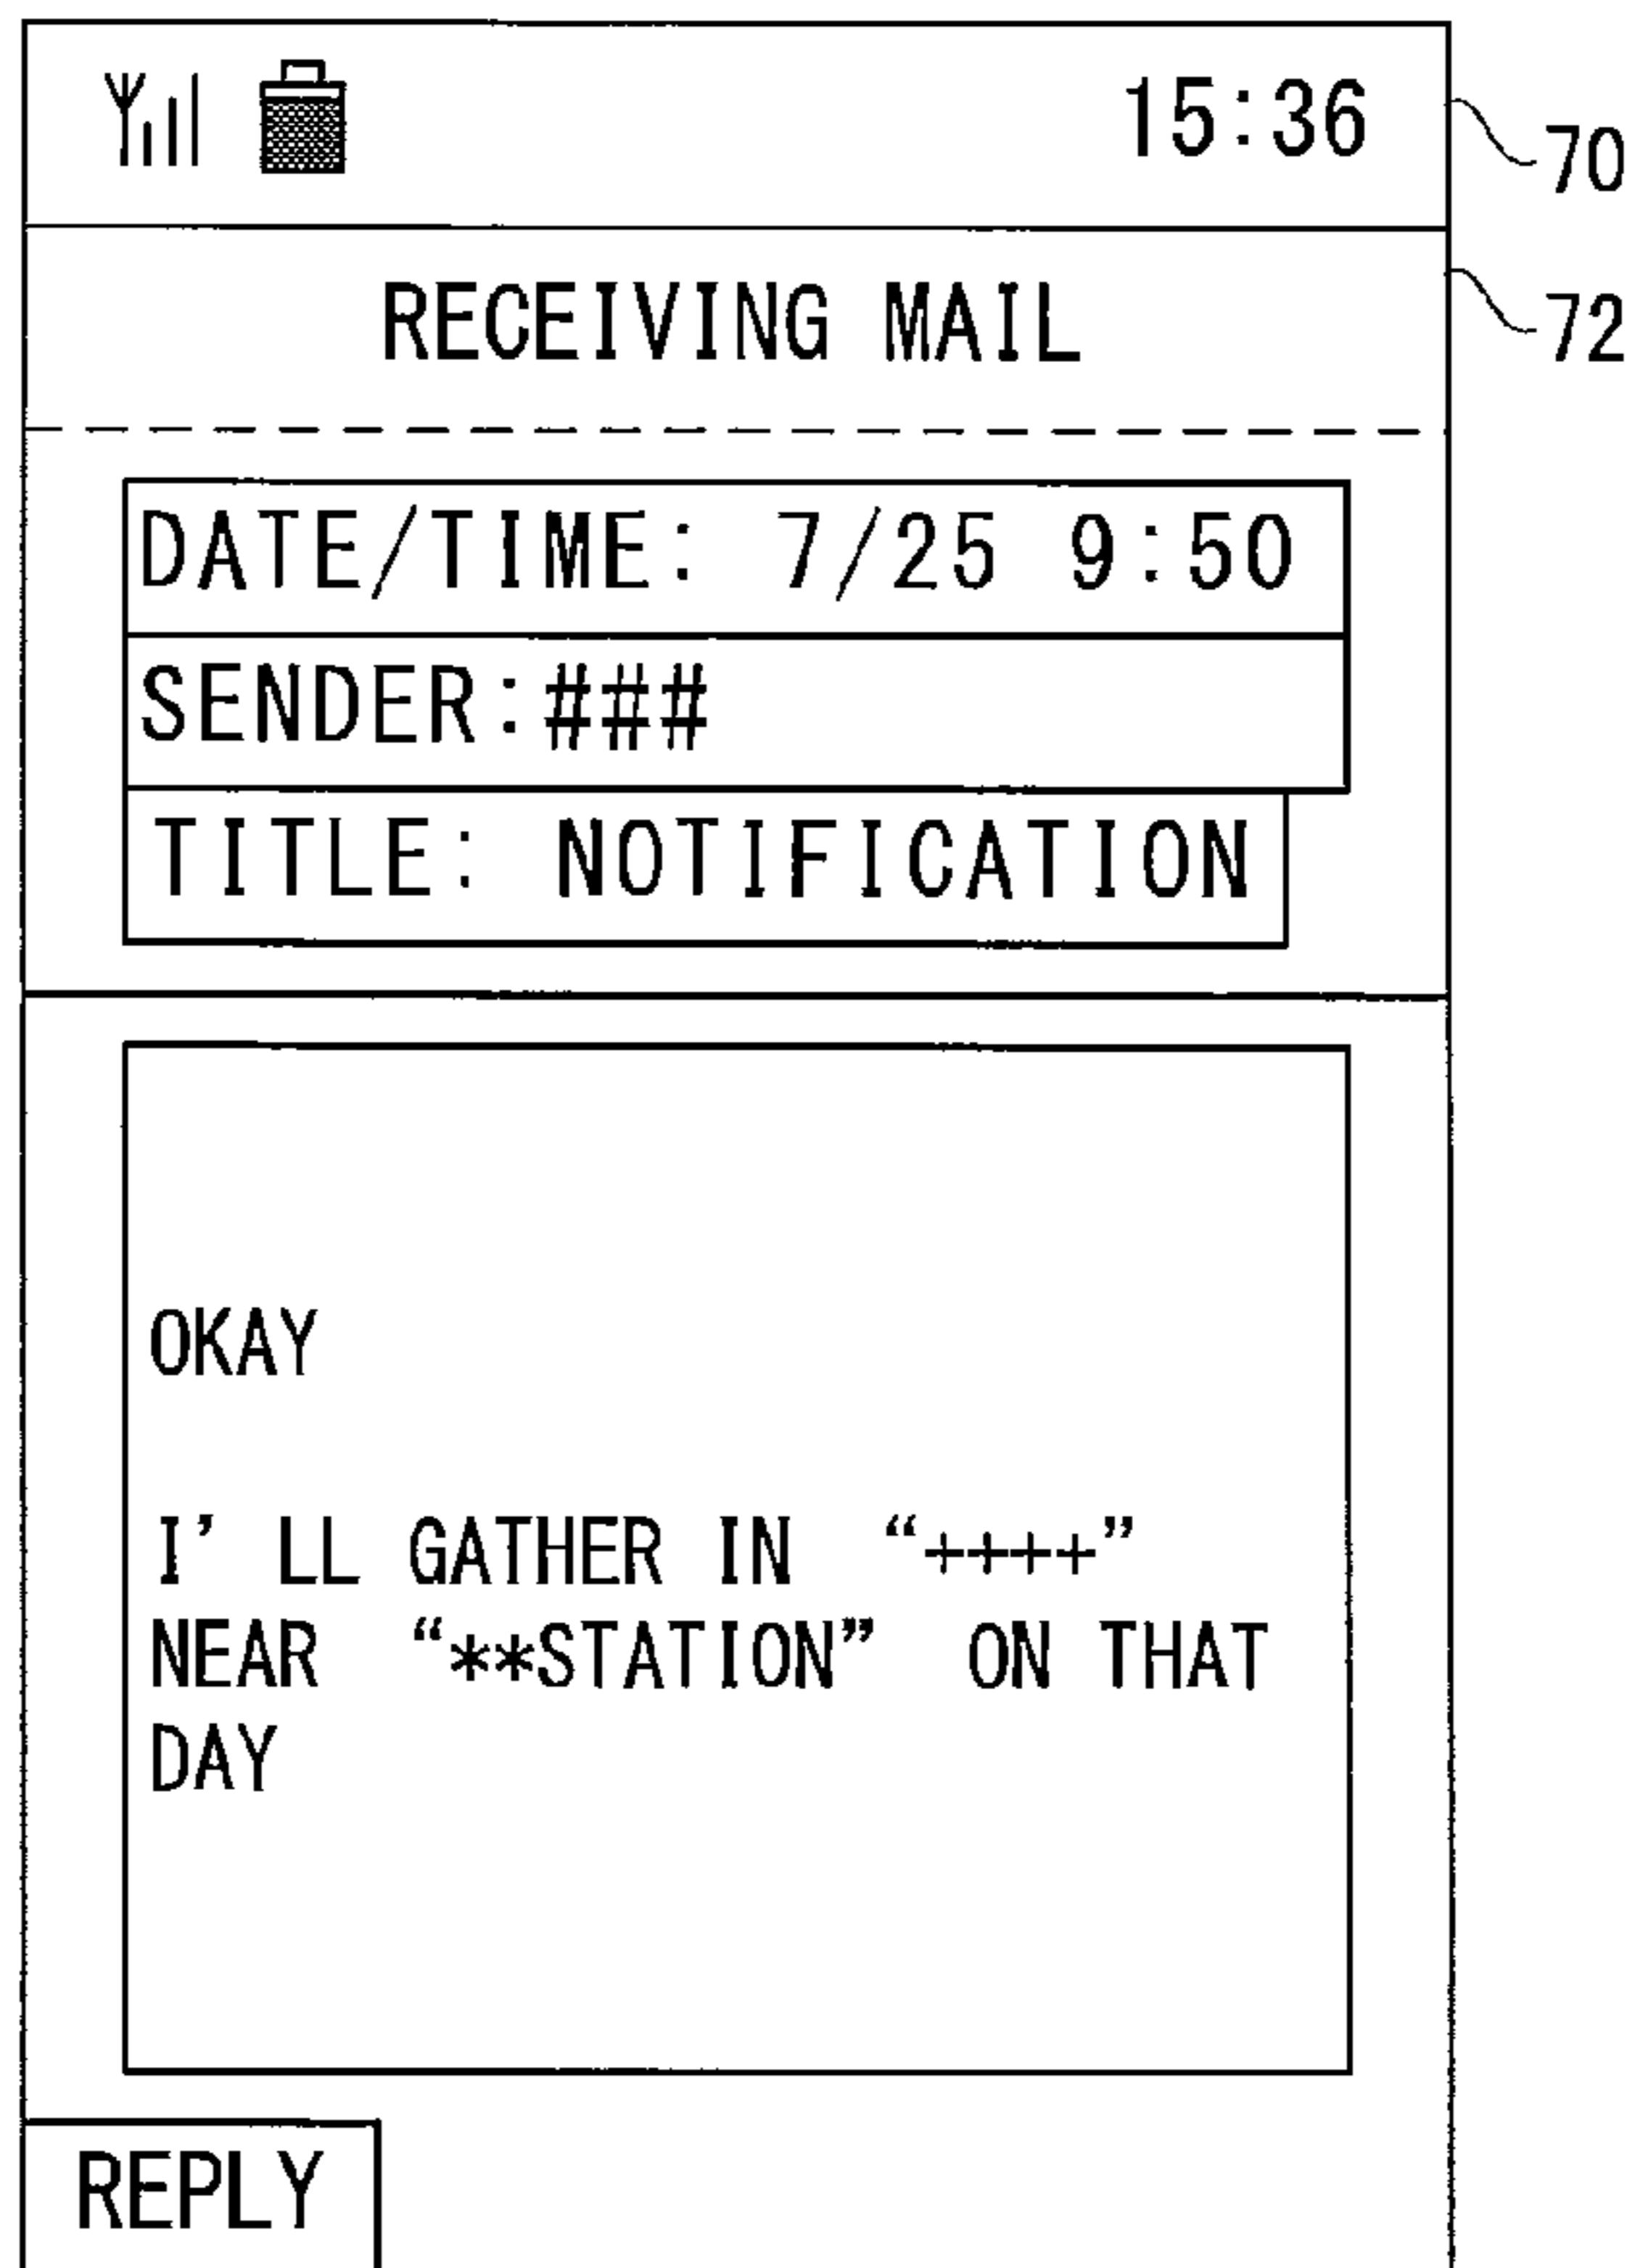 15:36
70
RECEIVING MAIL
72
DATE/TIME: 7/25 9:50
SENDER:###
TITLE: NOTIFICATION
OKAY
I' LL GATHER IN “++++”
NEAR “**STATION” ON THAT
DAY
REPLY